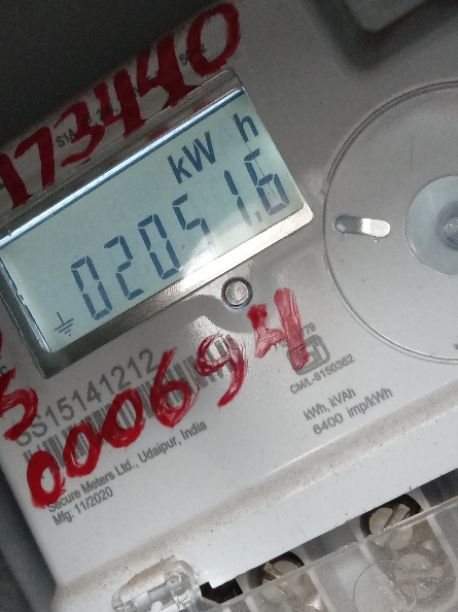 173440
kW h
02051.6
SS15141212
000694
Secure Meters Ltd., Udaipur, India
Mfg: 11/2020
CM/L-8150362
kWh, kVAh
6400 imp/kWh